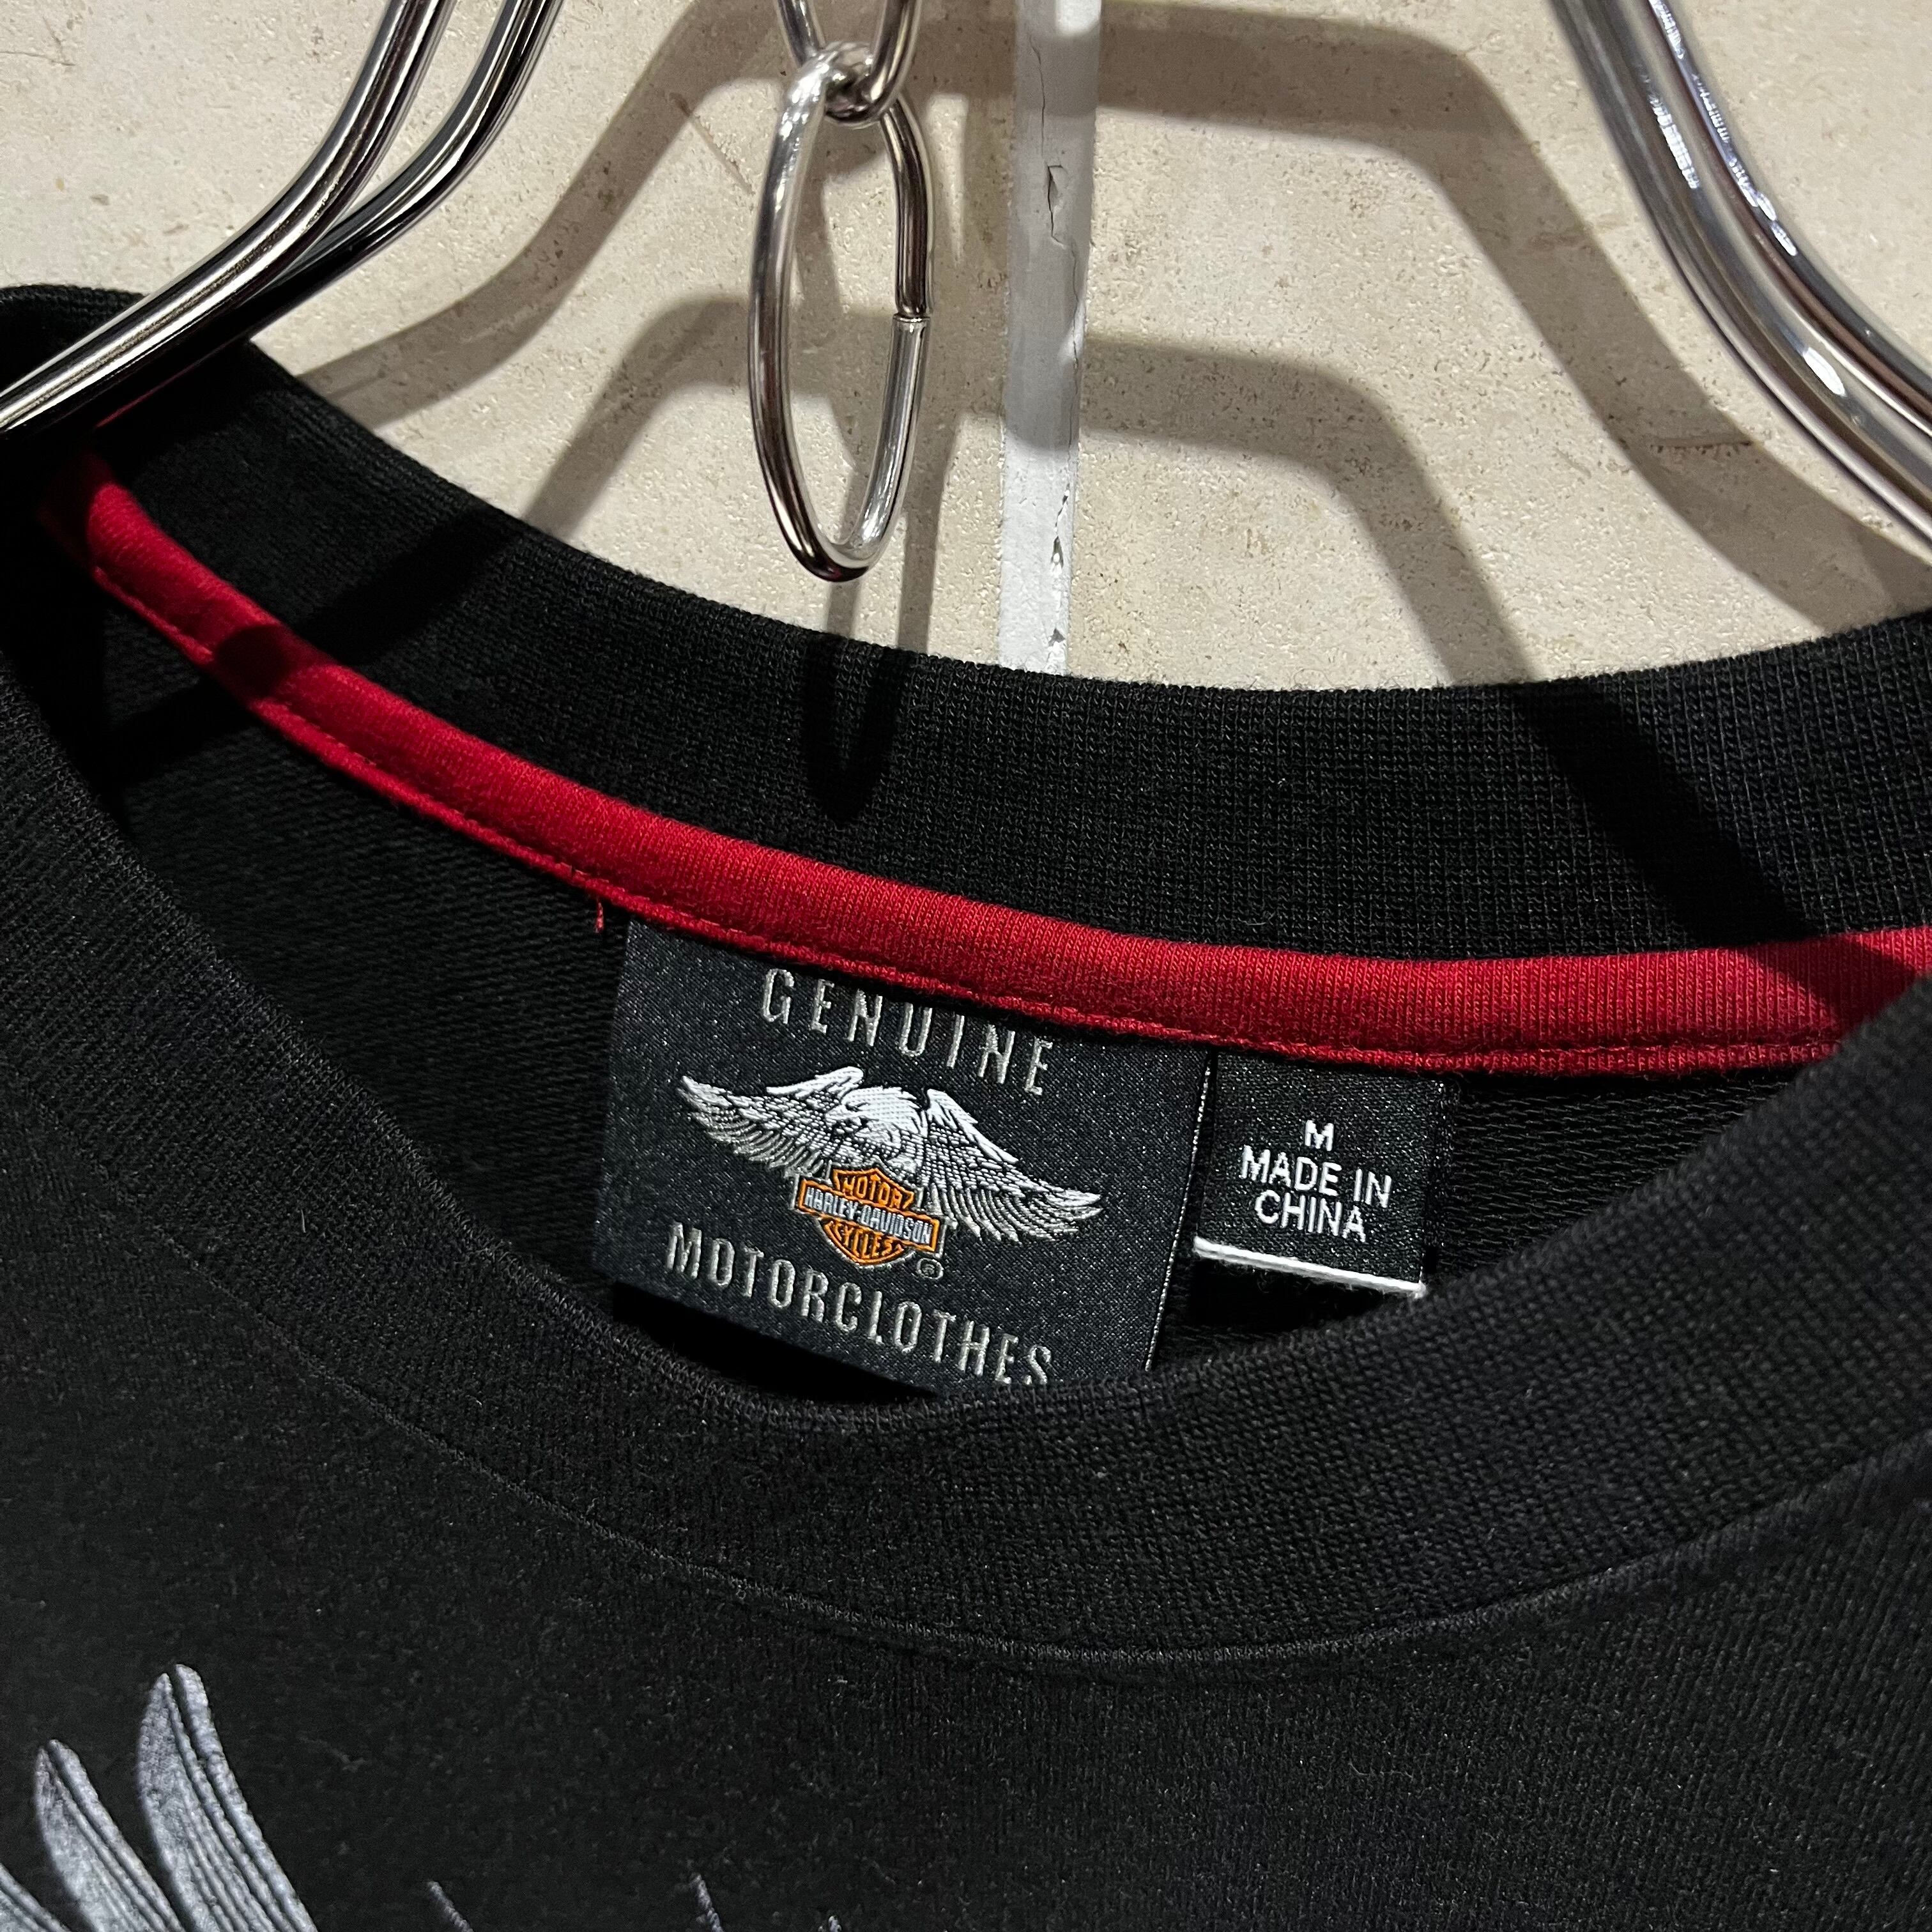 GENUINE
MOTOR
HARLEY-DAVIDSON
CYCLES
®
MOTORCLOTHES
M
MADE IN
CHINA